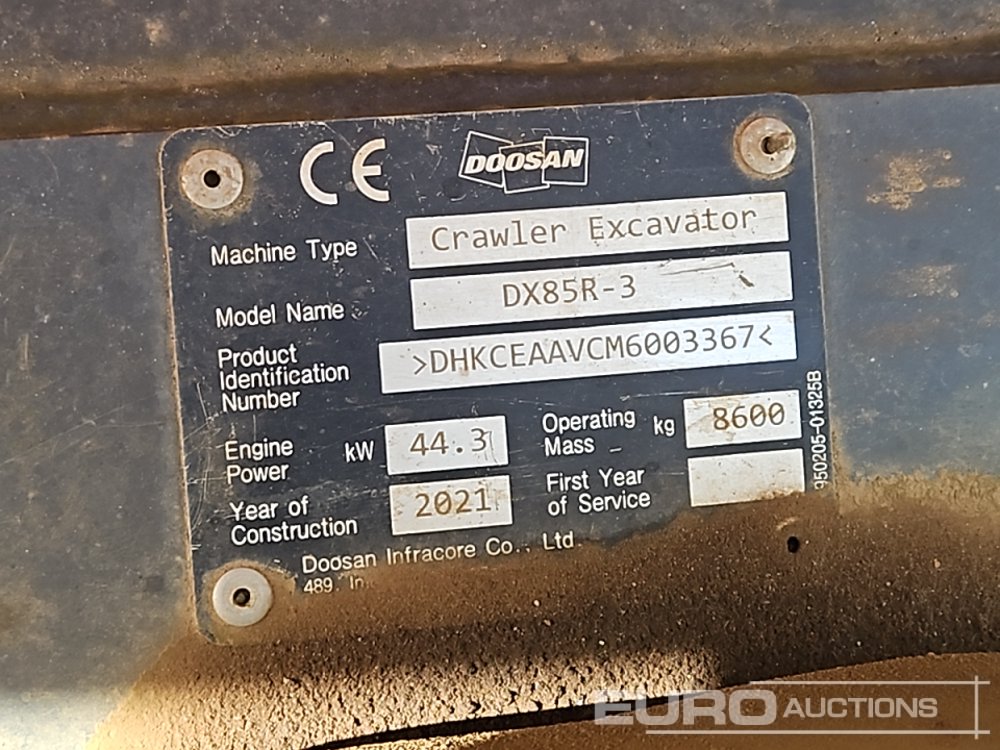 CE
DOOSAN
Machine Type Crawler Excavator
Model Name DX85R-3
Product
Identification
Number >DHKCEAAVCM6003367<
Engine
Power kW 44.3
Operating
Mass kg 8600
Year of
Construction 2021
First Year
of Service
Doosan Infracore Co., Ltd.
489,
950205-01325B
EURO AUCTIONS